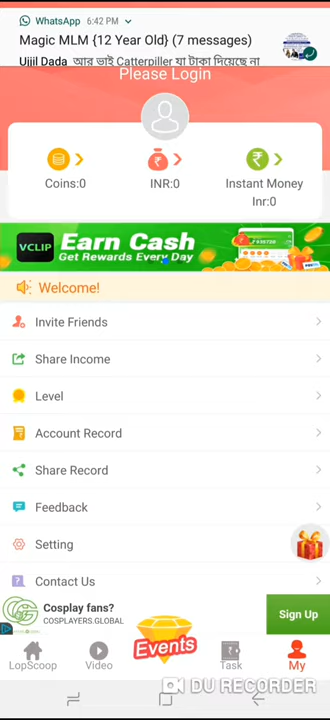 WhatsApp 6:42 PM
Magic MLM {12 Year Old} (7 messages)
Ujjil Dada আর ভাই Catterpiller যা টাকা দিয়েছে না
Please Login
Coins:0
INR:0
Instant Money
Inr:0
VCLIP
Earn Cash
Get Rewards Every Day
Welcome!
Invite Friends
Share Income
Level
Account Record
Share Record
Feedback
Setting
Contact Us
Cosplay fans?
COSPLAYERS.GLOBAL
Sign Up
LopScoop
Video
Events
Task
My
DU RECORDER